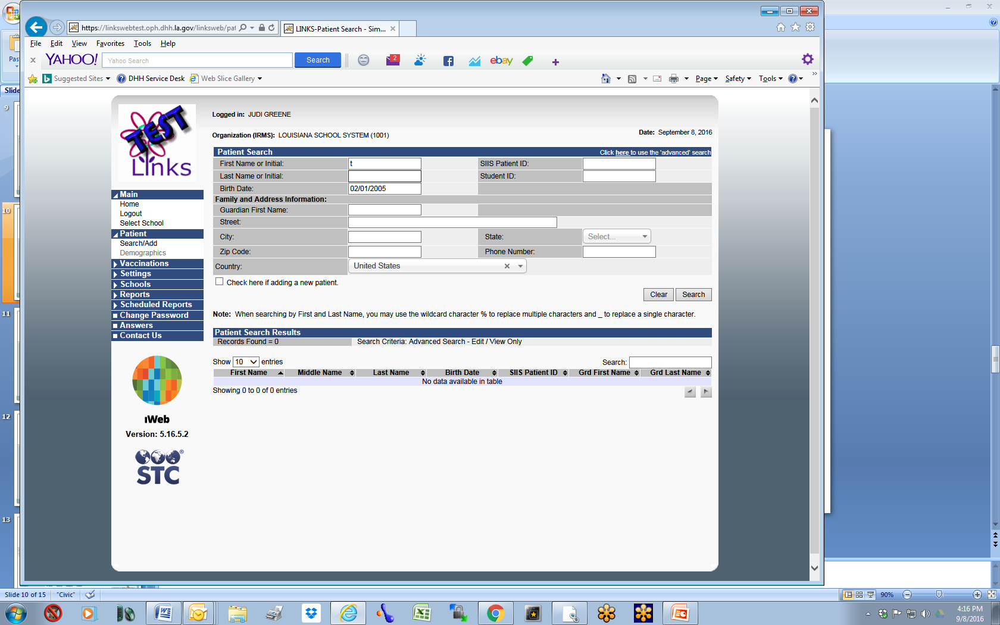 https://linkswebtest.oph.dhh.la.gov/linksweb/pat
LINKS-Patient Search - Sim...
File Edit View Favorites Tools Help
YAHOO! Yahoo Search Search 2 ebay
Suggested Sites DHH Service Desk Web Slice Gallery Page Safety Tools
Slide
9
10
11
12
13
TEST
Links
Logged in: JUDI GREENE
Organization (IRMS): LOUISIANA SCHOOL SYSTEM (1001)
Date: September 8, 2016
Main
Home
Logout
Select School
Patient
Search/Add
Demographics
Vaccinations
Settings
Schools
Reports
Scheduled Reports
Change Password
Answers
Contact Us
iWeb
Version: 5.16.5.2
STC
Patient Search Click here to use the 'advanced' search
First Name or Initial: t SIIS Patient ID:
Last Name or Initial: Student ID:
Birth Date: 02/01/2005
Family and Address Information:
Guardian First Name:
Street:
City: State: Select...
Zip Code: Phone Number:
Country: United States
Check here if adding a new patient.
Clear Search
Note: When searching by First and Last Name, you may use the wildcard character % to replace multiple characters and _ to replace a single character.
Patient Search Results
Records Found = 0 Search Criteria: Advanced Search - Edit / View Only
Show 10 entries Search:
First Name Middle Name Last Name Birth Date SIIS Patient ID Grd First Name Grd Last Name
No data available in table
Showing 0 to 0 of 0 entries
Slide 10 of 15 "Civic" 90%
4:16 PM
9/8/2016